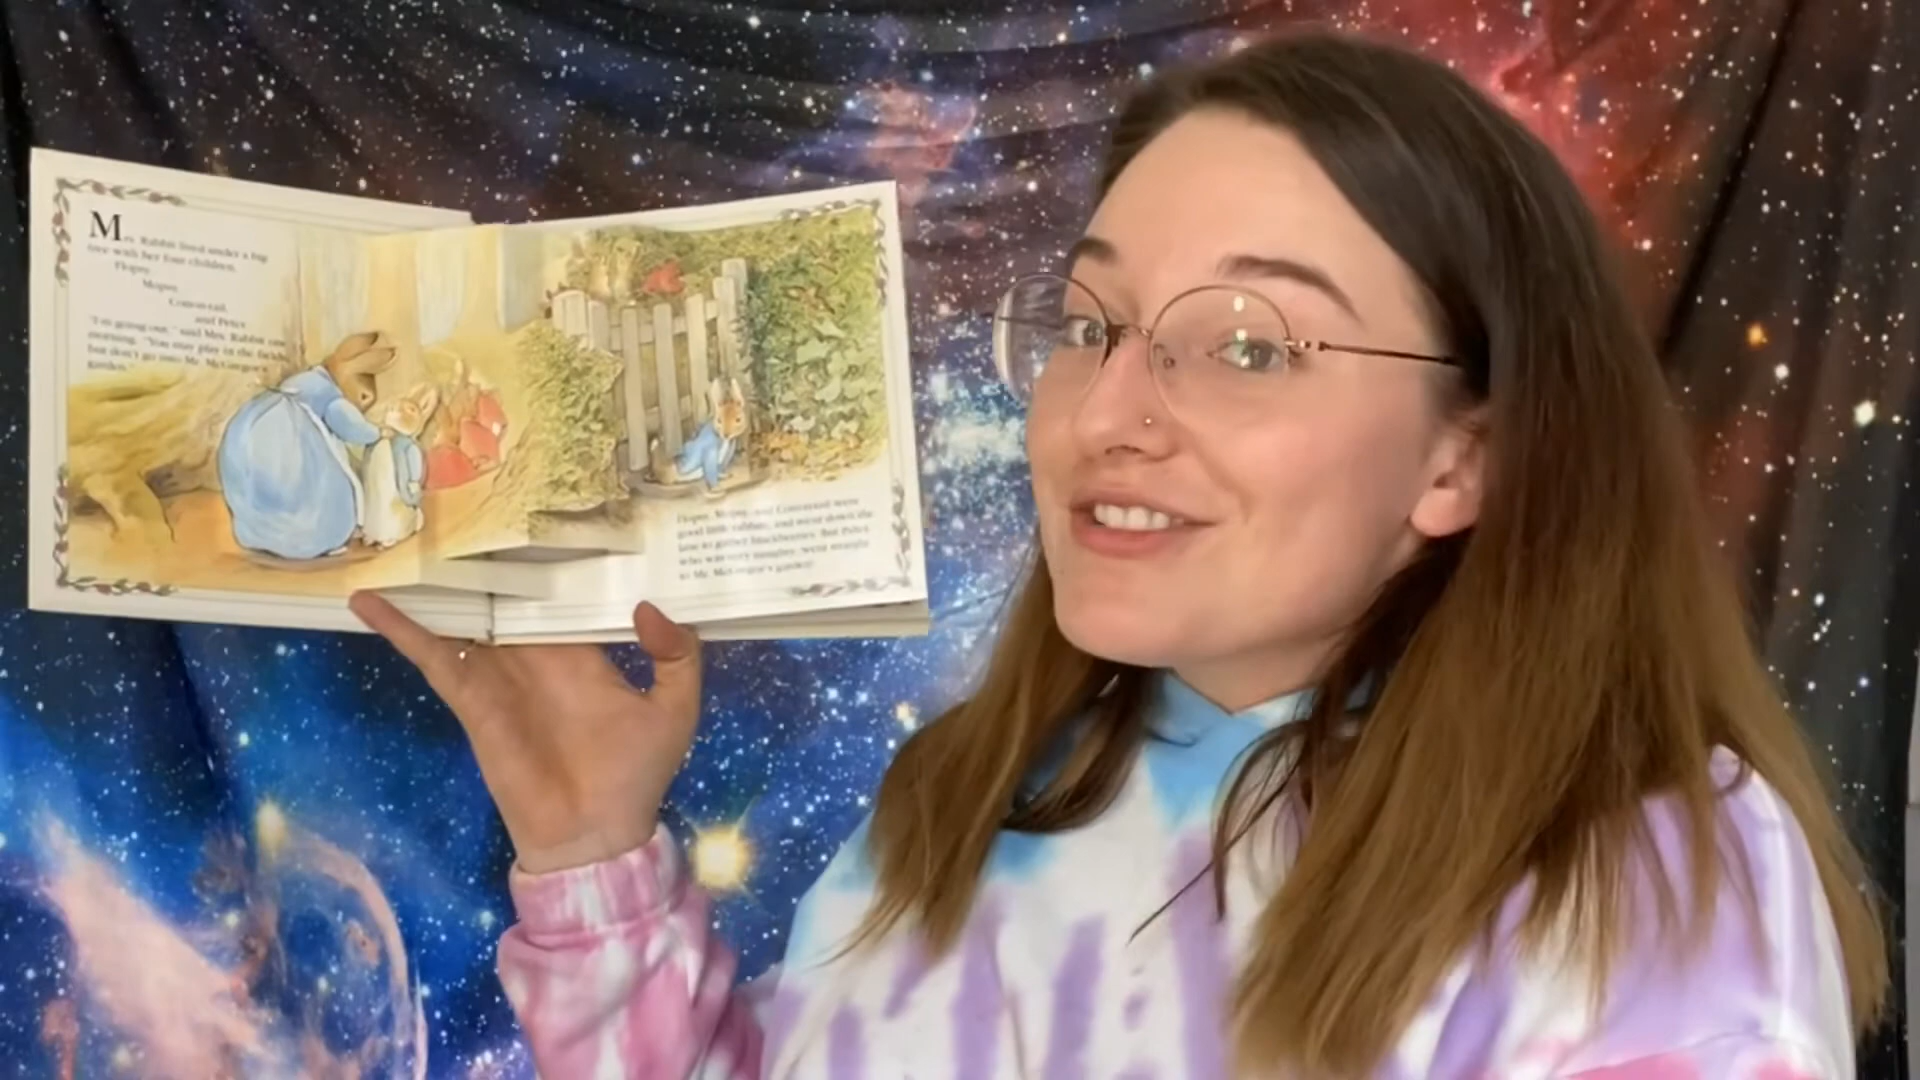 Mrs. Rabbit lived under a big
tree with her four children,
Flopsy,
Mopsy,
Cotton-tail,
and Peter.
"I'm going out," said Mrs. Rabbit one
morning. "You may play in the fields,
but don't go into Mr. McGregor's
garden."
Flopsy, Mopsy, and Cotton-tail were
good little rabbits, and went down the
lane to gather blackberries. But Peter,
who was very naughty, went straight
to Mr. McGregor's garden!